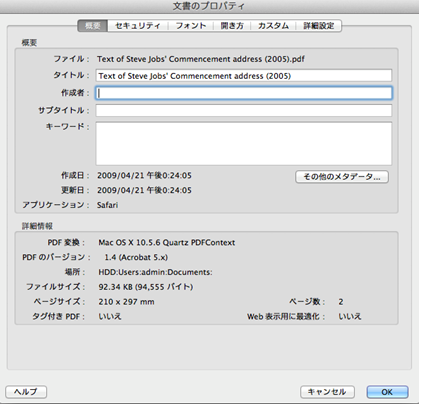 文書のプロパティ
概要 セキュリティ フォント 開き方 カスタム 詳細設定
概要
ファイル： Text of Steve Jobs' Commencement address (2005).pdf
タイトル： Text of Steve Jobs' Commencement address (2005)
作成者：
サブタイトル：
キーワード：
作成日： 2009/04/21 午後0:24:05 その他のメタデータ...
更新日： 2009/04/21 午後0:24:05
アプリケーション： Safari
詳細情報
PDF 変換： Mac OS X 10.5.6 Quartz PDFContext
PDF のバージョン： 1.4 (Acrobat 5.x)
場所： HDD:Users:admin:Documents:
ファイルサイズ： 92.34 KB (94,555 バイト)
ページサイズ： 210 x 297 mm ページ数： 2
タグ付き PDF： いいえ Web 表示用に最適化： いいえ
ヘルプ キャンセル OK